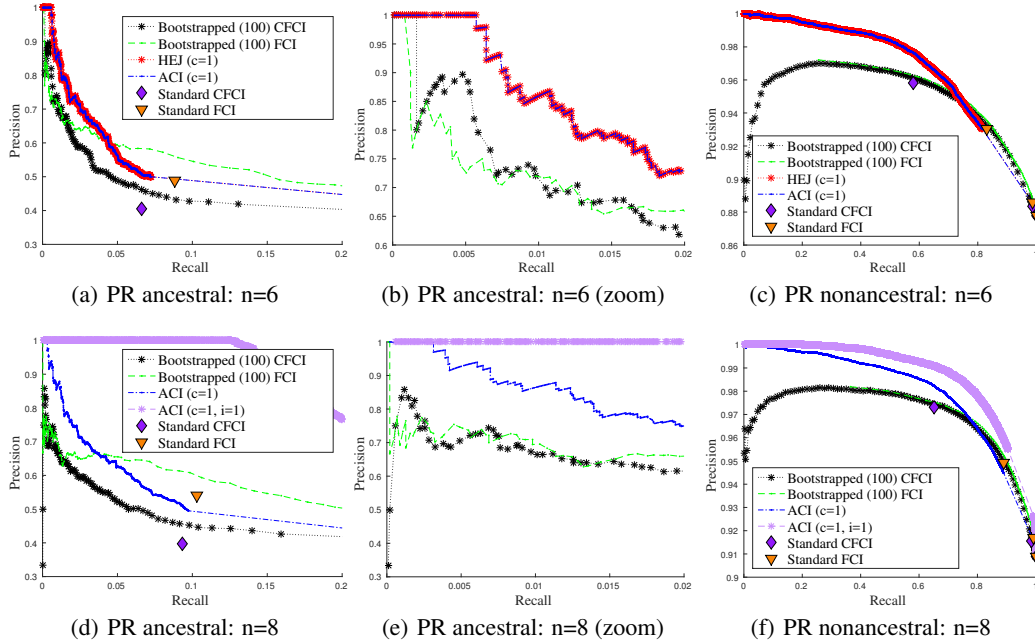 1
0.9
0.8
0.7
0.6
0.5
0.4
0.3
Precision
0
0.05
0.1
0.15
0.2
Recall
Bootstrapped (100) CFCI
Bootstrapped (100) FCI
HEJ (c=1)
ACI (c=1)
Standard CFCI
Standard FCI
(a) PR ancestral: n=6
1
0.95
0.9
0.85
0.8
0.75
0.7
0.65
0.6
Precision
0
0.005
0.01
0.015
0.02
Recall
(b) PR ancestral: n=6 (zoom)
1
0.98
0.96
0.94
0.92
0.9
0.88
0.86
Precision
0
0.2
0.4
0.6
0.8
1
Recall
Bootstrapped (100) CFCI
Bootstrapped (100) FCI
HEJ (c=1)
ACI (c=1)
Standard CFCI
Standard FCI
(c) PR nonancestral: n=6
1
0.9
0.8
0.7
0.6
0.5
0.4
0.3
Precision
0
0.05
0.1
0.15
0.2
Recall
Bootstrapped (100) CFCI
Bootstrapped (100) FCI
ACI (c=1)
ACI (c=1, i=1)
Standard CFCI
Standard FCI
(d) PR ancestral: n=8
1
0.9
0.8
0.7
0.6
0.5
0.4
0.3
Precision
0
0.005
0.01
0.015
0.02
Recall
(e) PR ancestral: n=8 (zoom)
1
0.99
0.98
0.97
0.96
0.95
0.94
0.93
0.92
0.91
0.9
Precision
0
0.2
0.4
0.6
0.8
1
Recall
Bootstrapped (100) CFCI
Bootstrapped (100) FCI
ACI (c=1)
ACI (c=1, i=1)
Standard CFCI
Standard FCI
(f) PR nonancestral: n=8